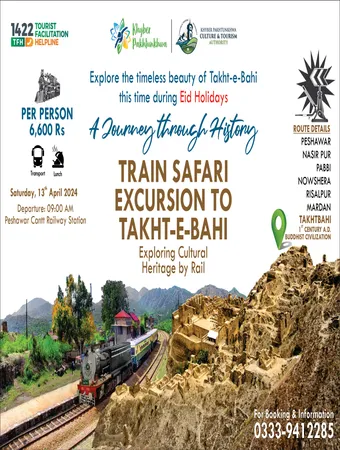 1422
TOURIST
FACILITATION
HELPLINE
TFH
Khyber
Pakhtunkhwa
KHYBER PAKHTUNKHWA
CULTURE & TOURISM
AUTHORITY
Explore the timeless beauty of Takht-e-Bahi
this time during Eid Holidays
A Journey through History
PER PERSON
6,600 Rs
Transport
Lunch
Saturday, 13th April 2024
Departure: 09:00 AM
Peshawar Cantt Railway Station
TRAIN SAFARI
EXCURSION TO
TAKHT-E-BAHI
Exploring Cultural
Heritage by Rail
ROUTE DETAILS
PESHAWAR
NASIR PUR
PABBI
NOWSHERA
RISALPUR
MARDAN
TAKHTBAHI
1ST CENTURY A.D.
BUDDHIST CIVILIZATION
For Booking & Information
0333-9412285